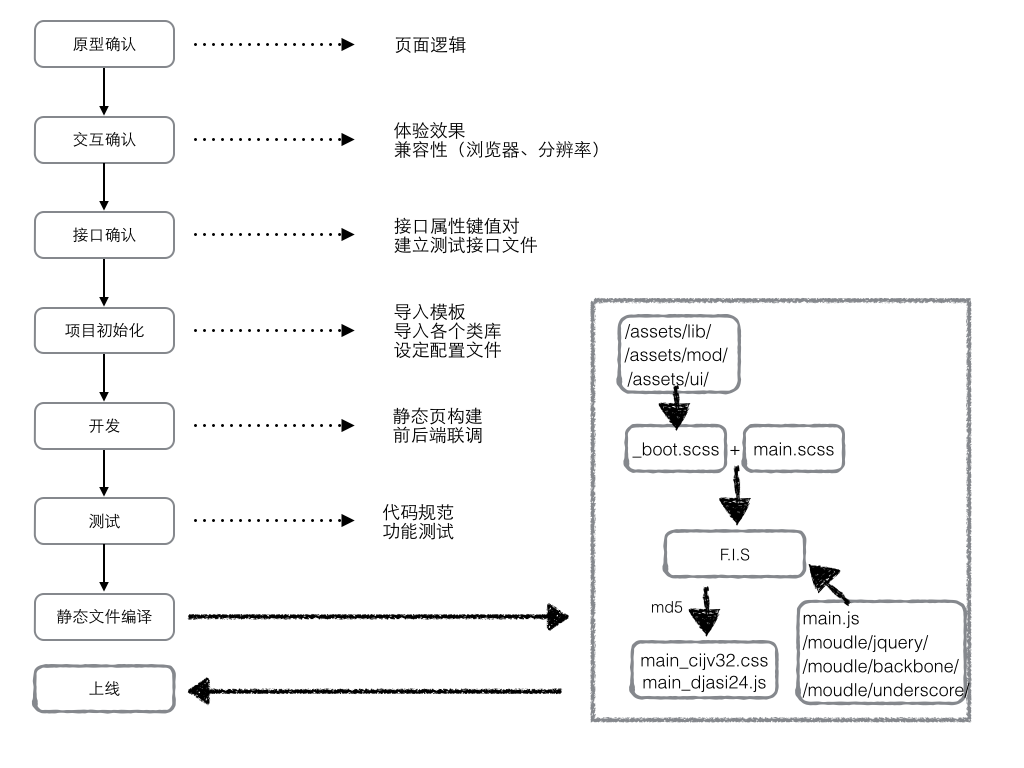 原型确认
页面逻辑
交互确认
体验效果
兼容性（浏览器、分辨率）
接口确认
接口属性键值对
建立测试接口文件
项目初始化
导入模板
导入各个类库
设定配置文件
开发
静态页构建
前后端联调
测试
代码规范
功能测试
静态文件编译
上线
/assets/lib/
/assets/mod/
/assets/ui/
_boot.scss + main.scss
F.I.S
md5
main.js
/moudle/jquery/
/moudle/backbone/
/moudle/underscore/
main_cijv32.css
main_djasi24.js